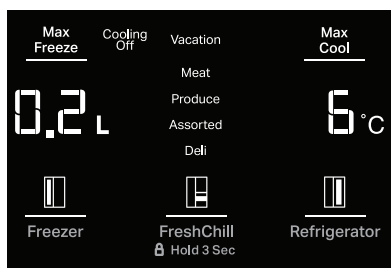 Max Freeze
Cooling Off
Vacation
Max Cool
Meat
Produce
Assorted
Deli
0.2 L
6 °C
Freezer
FreshChill
Hold 3 Sec
Refrigerator